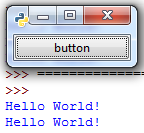 button
>>> ================
>>>
Hello World!
Hello World!